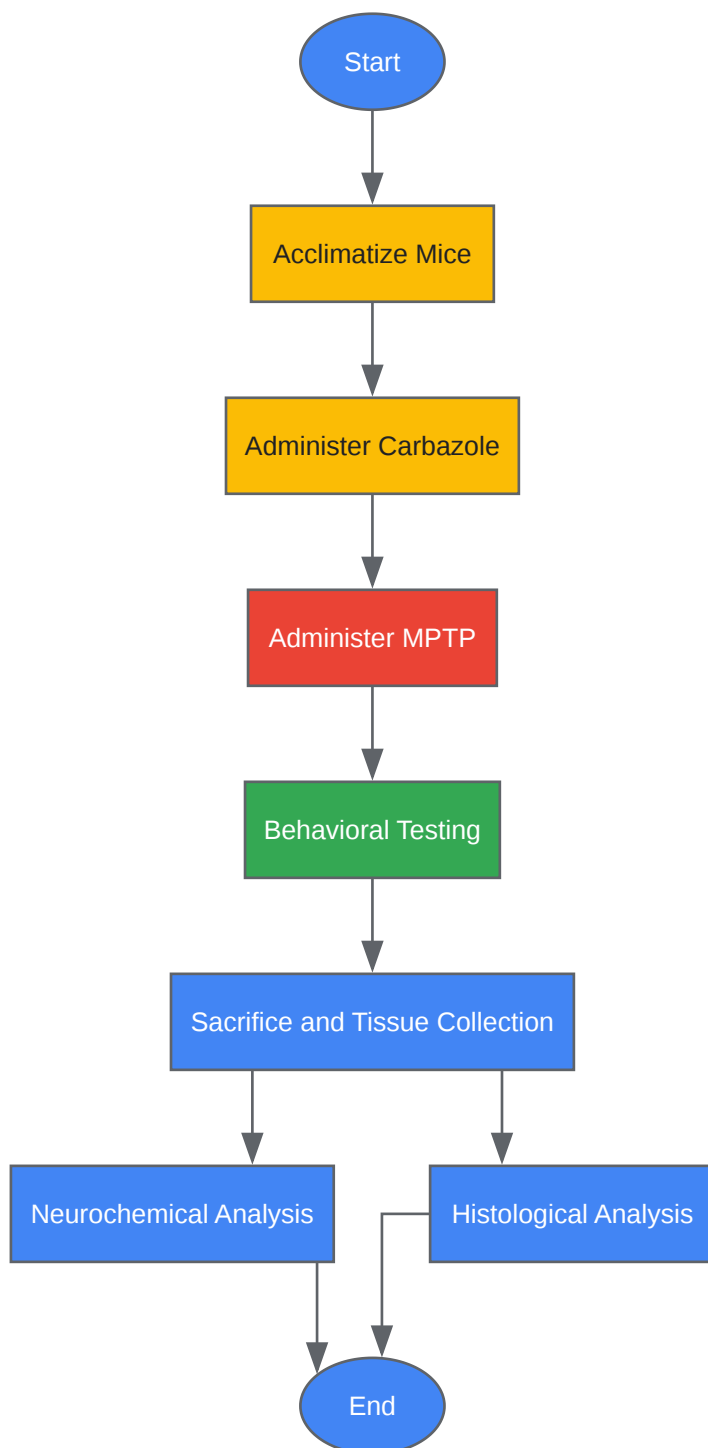 Start
Acclimatize Mice
Administer Carbazole
Administer MPTP
Behavioral Testing
Sacrifice and Tissue Collection
Neurochemical Analysis
Histological Analysis
End